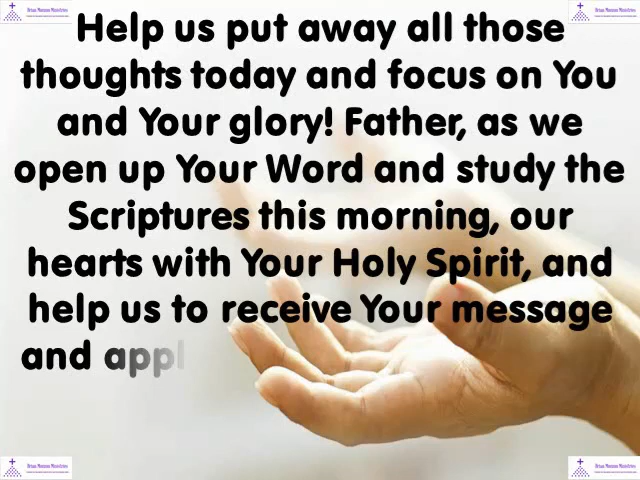 Help us put away all those
thoughts today and focus on You
and Your glory! Father, as we
open up Your Word and study the
Scriptures this morning, our
hearts with Your Holy Spirit, and
help us to receive Your message
and appl